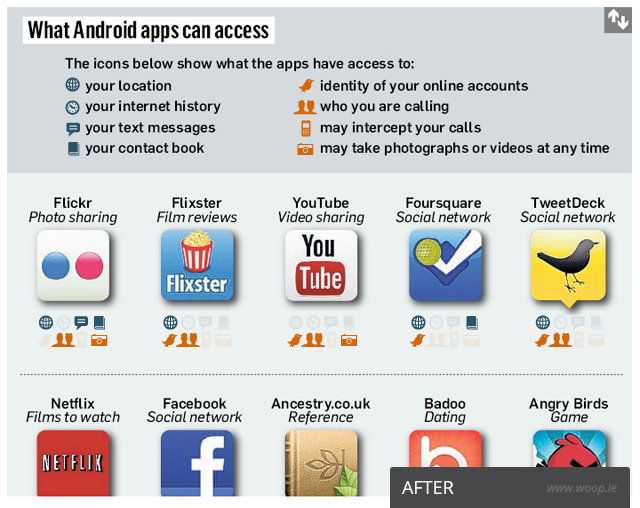 What Android apps can access
The icons below show what the apps have access to:
your location
identity of your online accounts
your internet history
who you are calling
your text messages
may intercept your calls
your contact book
may take photographs or videos at any time
Flickr
Photo sharing
Flixster
Film reviews
YouTube
Video sharing
Foursquare
Social network
TweetDeck
Social network
Flixster
You
Tube
Netflix
Films to watch
Facebook
Social network
Ancestry.co.uk
Reference
Badoo
Dating
Angry Birds
Game
NETFLIX
f
AFTER
www.woop.ie